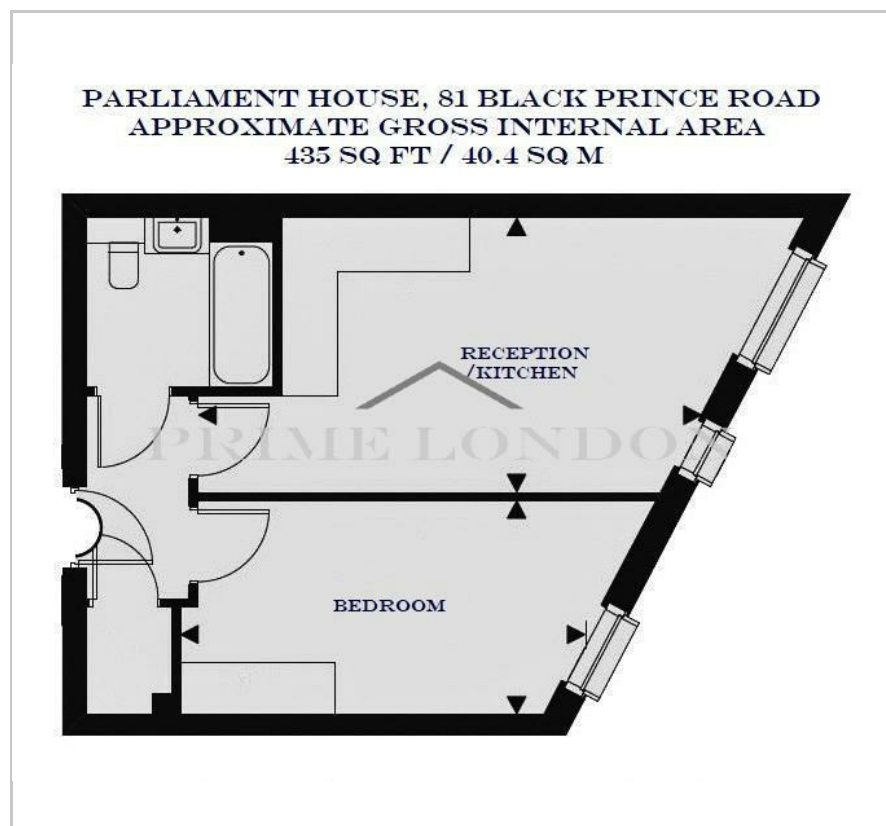 PARLIAMENT HOUSE, 81 BLACK PRINCE ROAD
APPROXIMATE GROSS INTERNAL AREA
435 SQ FT / 40.4 SQ M
RECEPTION
/KITCHEN
PRIME LONDON
BEDROOM